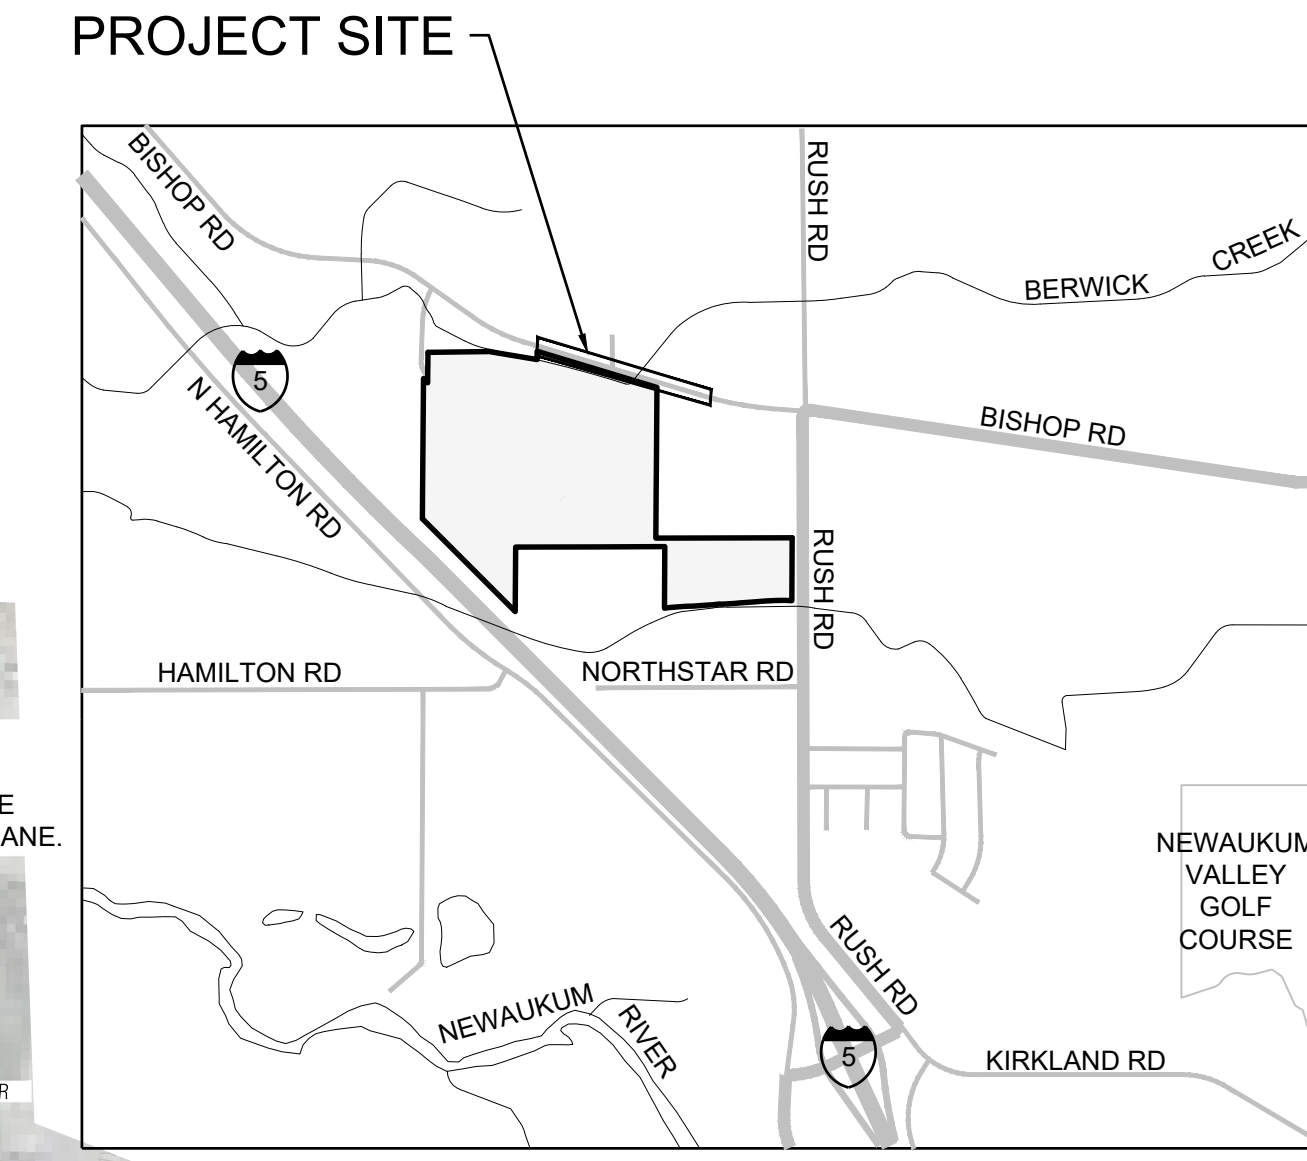 PROJECT SITE
BISHOP RD
RUSH RD
BERWICK
CREEK
5
N HAMILTON RD
BISHOP RD
RUSH RD
HAMILTON RD
NORTHSTAR RD
E
ANE.
NEWAUKUM
VALLEY
GOLF
COURSE
RUSH RD
NEWAUKUM
RIVER
5
KIRKLAND RD
R